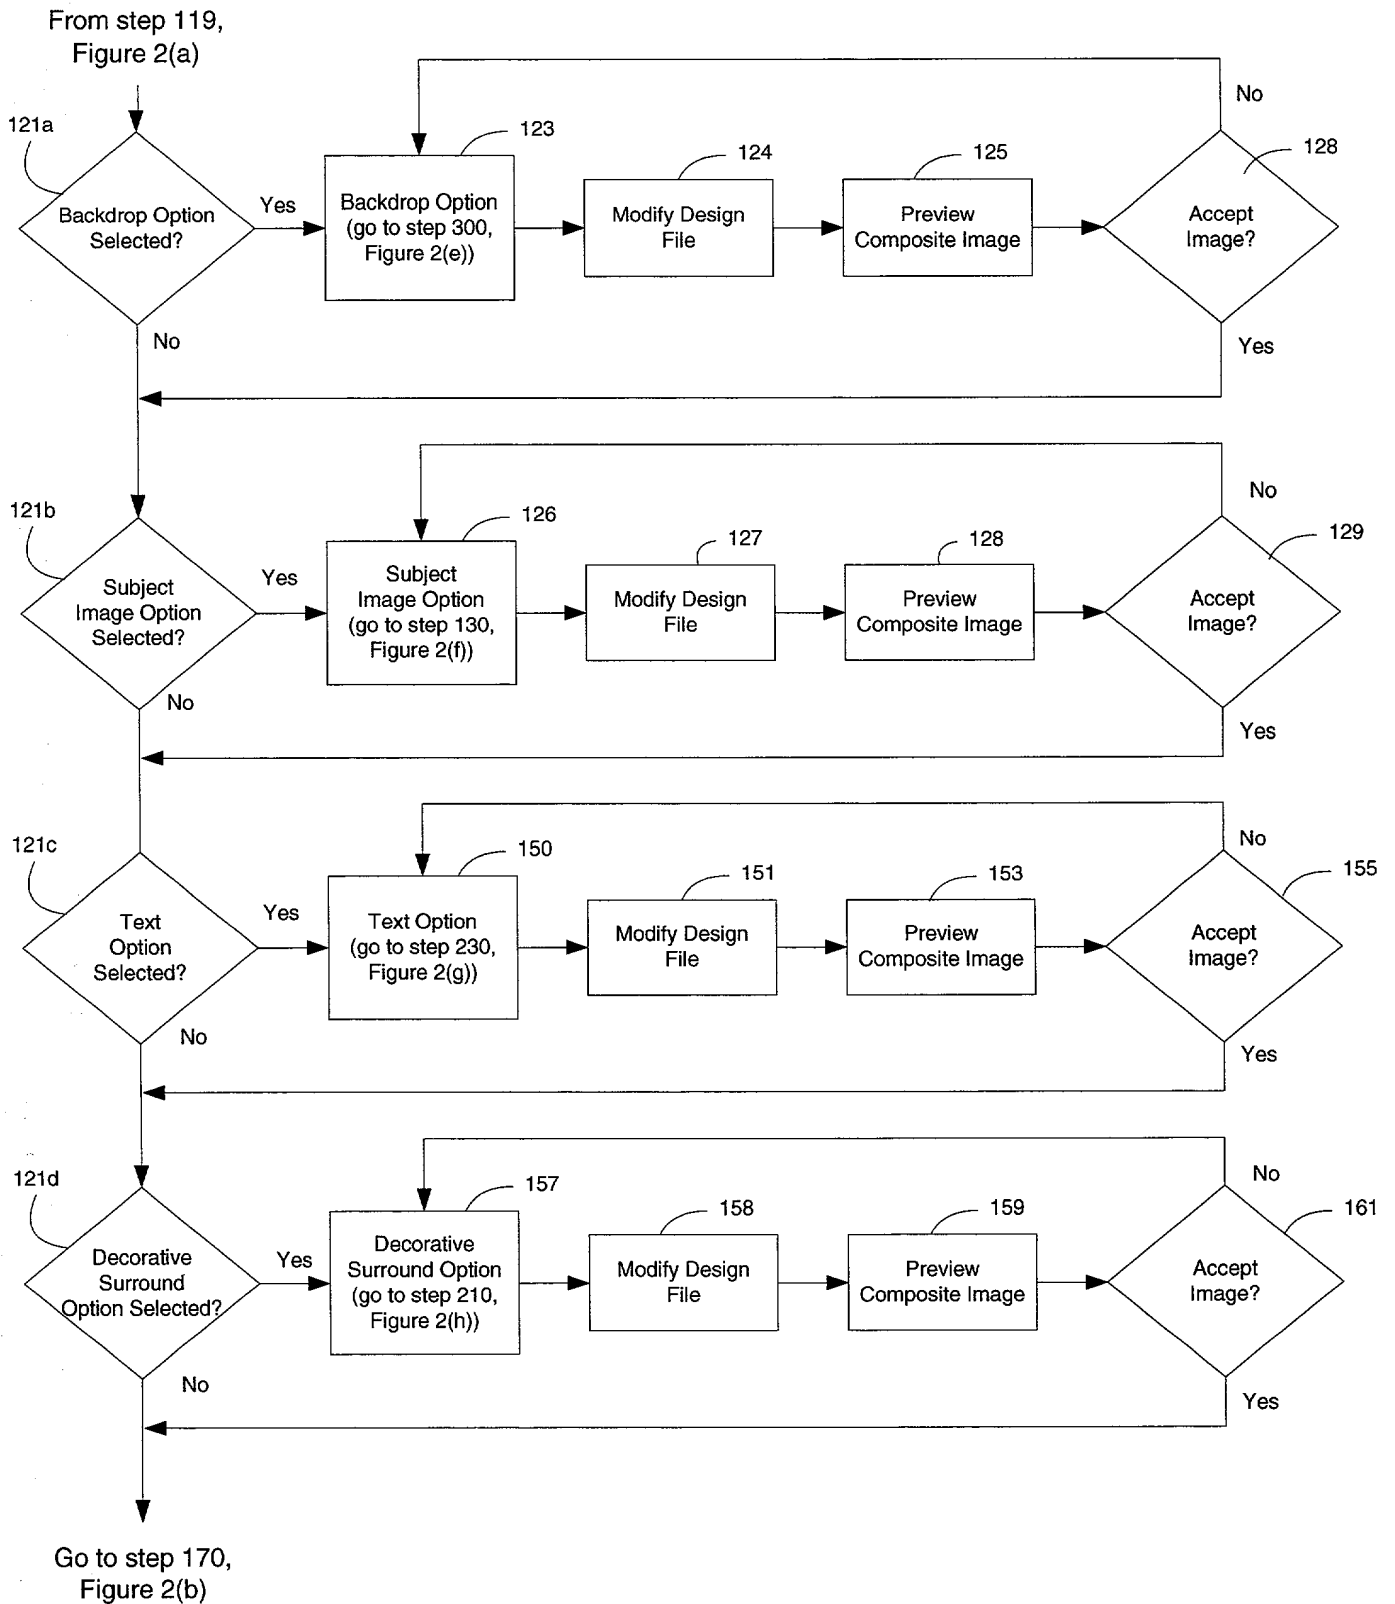 From step 119,
Figure 2(a)
121a
Backdrop Option
Selected?
Yes
No
123
Backdrop Option
(go to step 300,
Figure 2(e))
124
Modify Design
File
125
Preview
Composite Image
128
Accept
Image?
No
Yes
121b
Subject
Image Option
Selected?
Yes
No
126
Subject
Image Option
(go to step 130,
Figure 2(f))
127
Modify Design
File
128
Preview
Composite Image
129
Accept
Image?
No
Yes
121c
Text
Option
Selected?
Yes
No
150
Text Option
(go to step 230,
Figure 2(g))
151
Modify Design
File
153
Preview
Composite Image
155
Accept
Image?
No
Yes
121d
Decorative
Surround
Option Selected?
Yes
No
157
Decorative
Surround Option
(go to step 210,
Figure 2(h))
158
Modify Design
File
159
Preview
Composite Image
161
Accept
Image?
No
Yes
Go to step 170,
Figure 2(b)